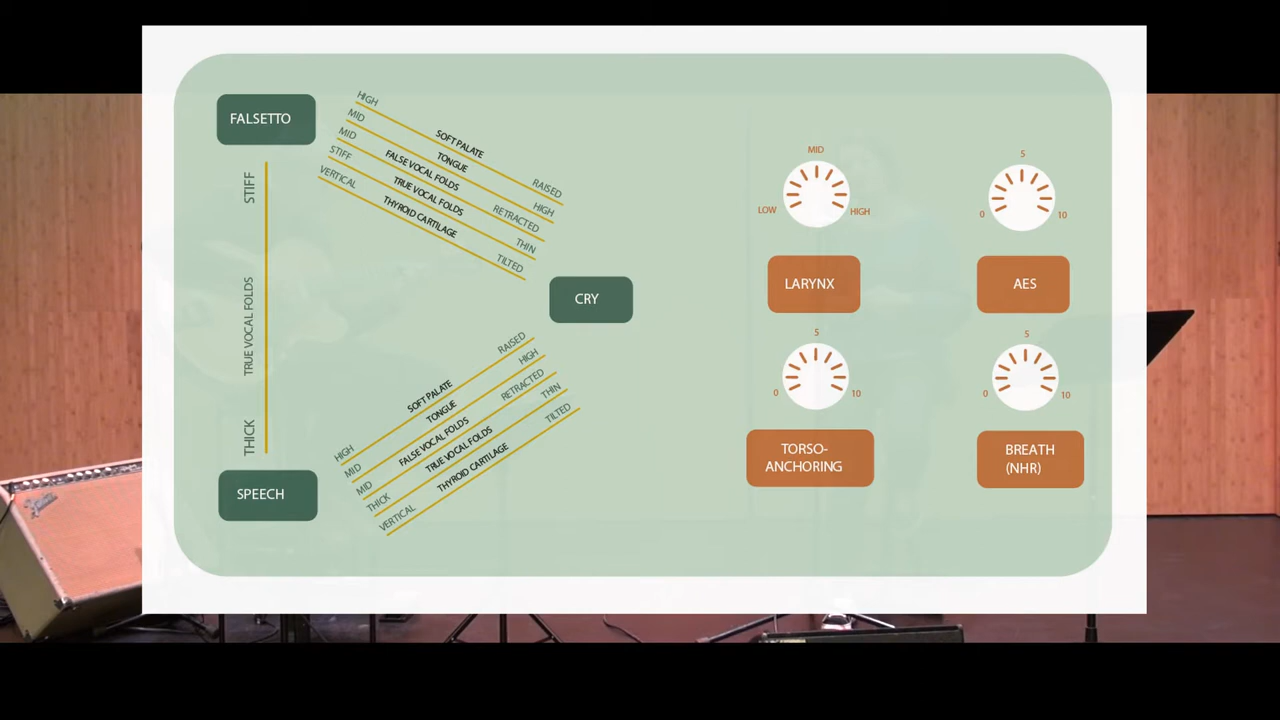 FALSETTO
STIFF
TRUE VOCAL FOLDS
THICK
SPEECH
HIGH SOFT PALATE RAISED
MID TONGUE HIGH
MID FALSE VOCAL FOLDS RETRACTED
STIFF TRUE VOCAL FOLDS THIN
VERTICAL THYROID CARTILAGE TILTED
CRY
HIGH SOFT PALATE RAISED
MID TONGUE HIGH
MID FALSE VOCAL FOLDS RETRACTED
THICK TRUE VOCAL FOLDS THIN
VERTICAL THYROID CARTILAGE TILTED
MID
LOW HIGH
LARYNX
5
0 10
AES
5
0 10
TORSO-
ANCHORING
5
0 10
BREATH
(NHR)
Fender